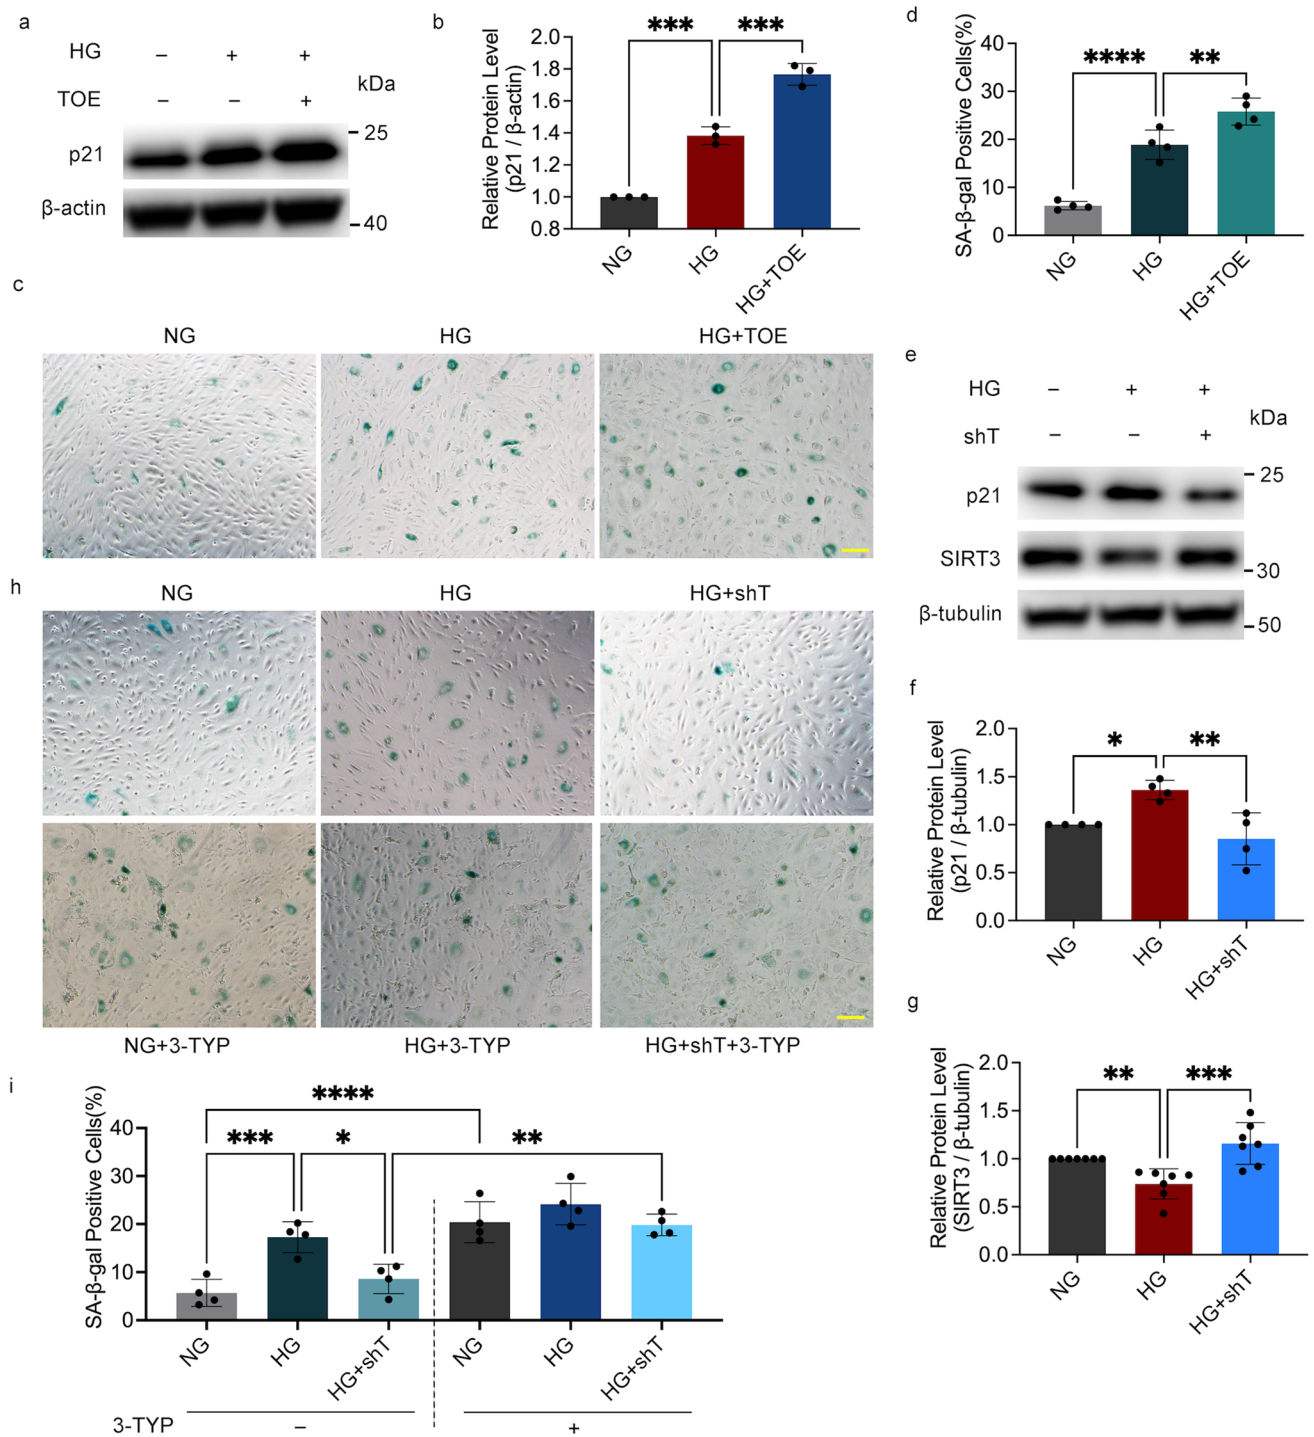 a
HG – + +
TOE – – +
kDa
p21
25
β-actin
40
b
Relative Protein Level
(p21 / β-actin)
2.0
1.8
1.6
1.4
1.2
1.0
0.8
*** ***
NG HG HG+TOE
d
SA-β-gal Positive Cells(%)
40
30
20
10
0
**** **
NG HG HG+TOE
c
NG HG HG+TOE
e
HG – + +
shT – – +
kDa
p21
25
SIRT3
30
β-tubulin
50
h
NG HG HG+shT
NG+3-TYP HG+3-TYP HG+shT+3-TYP
f
Relative Protein Level
(p21 / β-tubulin)
2.0
1.5
1.0
0.5
0.0
* **
NG HG HG+shT
g
Relative Protein Level
(SIRT3 / β-tubulin)
2.0
1.5
1.0
0.5
0.0
** ***
NG HG HG+shT
i
SA-β-gal Positive Cells(%)
40
30
20
10
0
****
*** * **
NG HG HG+shT NG HG HG+shT
3-TYP – +